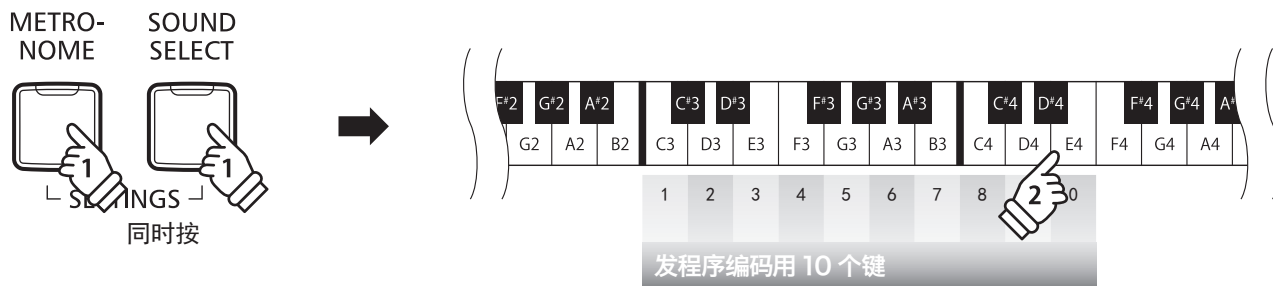 METRO-
NOME
SOUND
SELECT
1
1
SETTINGS
同时按
F#2 G#2 A#2 C#3 D#3 F#3 G#3 A#3 C#4 D#4 F#4 G#4 A#
G2 A2 B2 C3 D3 E3 F3 G3 A3 B3 C4 D4 E4 F4 G4 A4
1 2 3 4 5 6 7 8 0
2
发程序编码用 10 个键